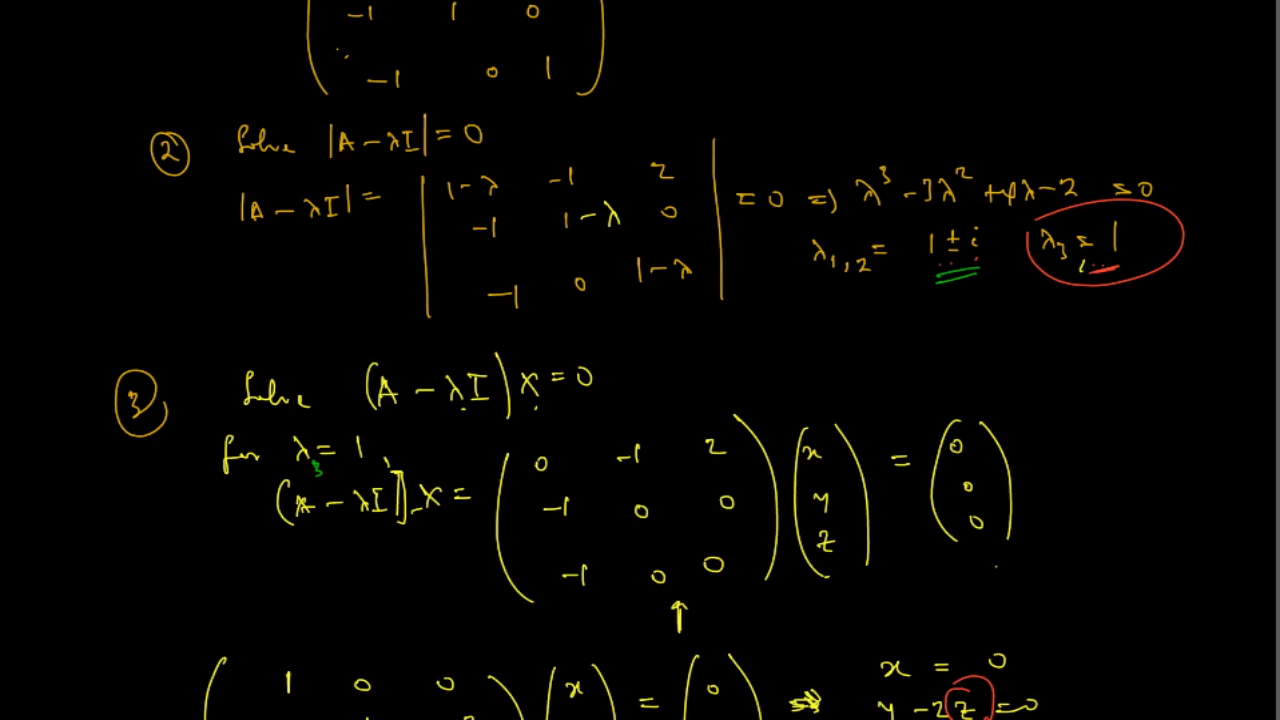 -1 1 0
-1 0 1
② Solve |A - λI| = 0
|A - λI| = | 1-λ -1 2 | = 0 ⇒ λ³ - 3λ² + 4λ - 2 = 0
-1 1-λ 0
-1 0 1-λ
λ₁,₂ = 1 ± i λ₃ = 1
③ Solve (A - λI) X = 0
for λ₃ = 1,
(A - λI) X = ( 0 -1 2 ) ( x ) = ( 0 )
-1 0 0 y 0
-1 0 0 z 0
↑
( 1 0 0 ) ( x ) = ( 0 ) ⇒ x = 0
y - 2z = 0